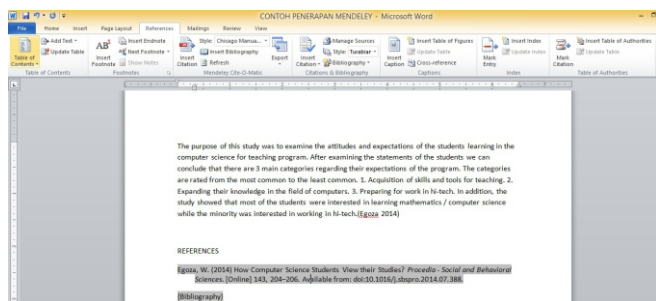 CONTOH PENERAPAN MENDELEY - Microsoft Word
File Home Insert Page Layout References Mailings Review View
Table of Contents
Add Text
Update Table
Table of Contents
AB¹
Insert Footnote
Insert Endnote
Next Footnote
Show Notes
Footnotes
Insert Citation
Style: Chicago Manua...
Insert Bibliography
Refresh
Export
Mendeley Cite-O-Matic
Insert Citation
Manage Sources
Style: Turabian
Bibliography
Citations & Bibliography
Insert Caption
Insert Table of Figures
Update Table
Cross-reference
Captions
Mark Entry
Insert Index
Update Index
Index
Mark Citation
Insert Table of Authorities
Update Table
Table of Authorities
The purpose of this study was to examine the attitudes and expectations of the students learning in the
computer science for teaching program. After examining the statements of the students we can
conclude that there are 3 main categories regarding their expectations of the program. The categories
are rated from the most common to the least common. 1. Acquisition of skills and tools for teaching. 2.
Expanding their knowledge in the field of computers. 3. Preparing for work in hi-tech. In addition, the
study showed that most of the students were interested in learning mathematics / computer science
while the minority was interested in working in hi-tech.(Egoza 2014)
REFERENCES
Egoza, W. (2014) How Computer Science Students View their Studies? Procedia - Social and Behavioral
Sciences. [Online] 143, 204–206. Available from: doi:10.1016/j.sbspro.2014.07.388.
(Bibliography)